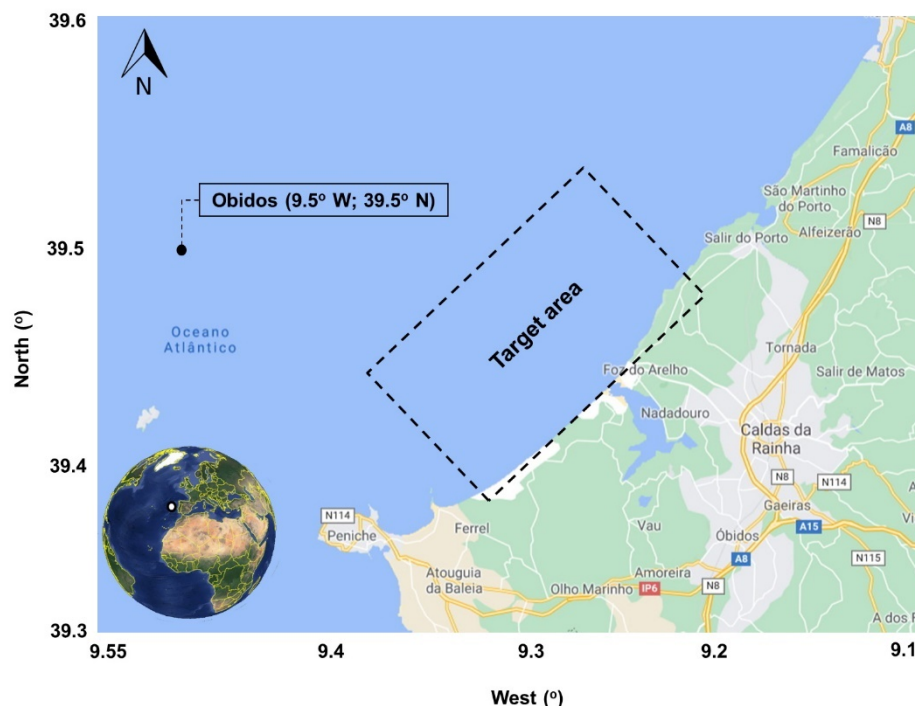 39.6
N
A8
Famalicão
Obidos (9.5º W; 39.5º N)
São Martinho
do Porto
N8
Alfeizerão
Salir do Porto
39.5
Target area
Oceano
Atlântico
North (º)
Tornada
Foz do Arelho
Salir de Matos
Nadadouro
Caldas da
Rainha
39.4
N8
N114
Gaeiras
N114
Peniche
Ferrel
Vau
Óbidos
A15
A8
N115
Atouguia
da Baleia
Amoreira
Olho Marinho
IP6
N8
A dos F
39.3
9.55
9.4
9.3
9.2
9.1
West (º)